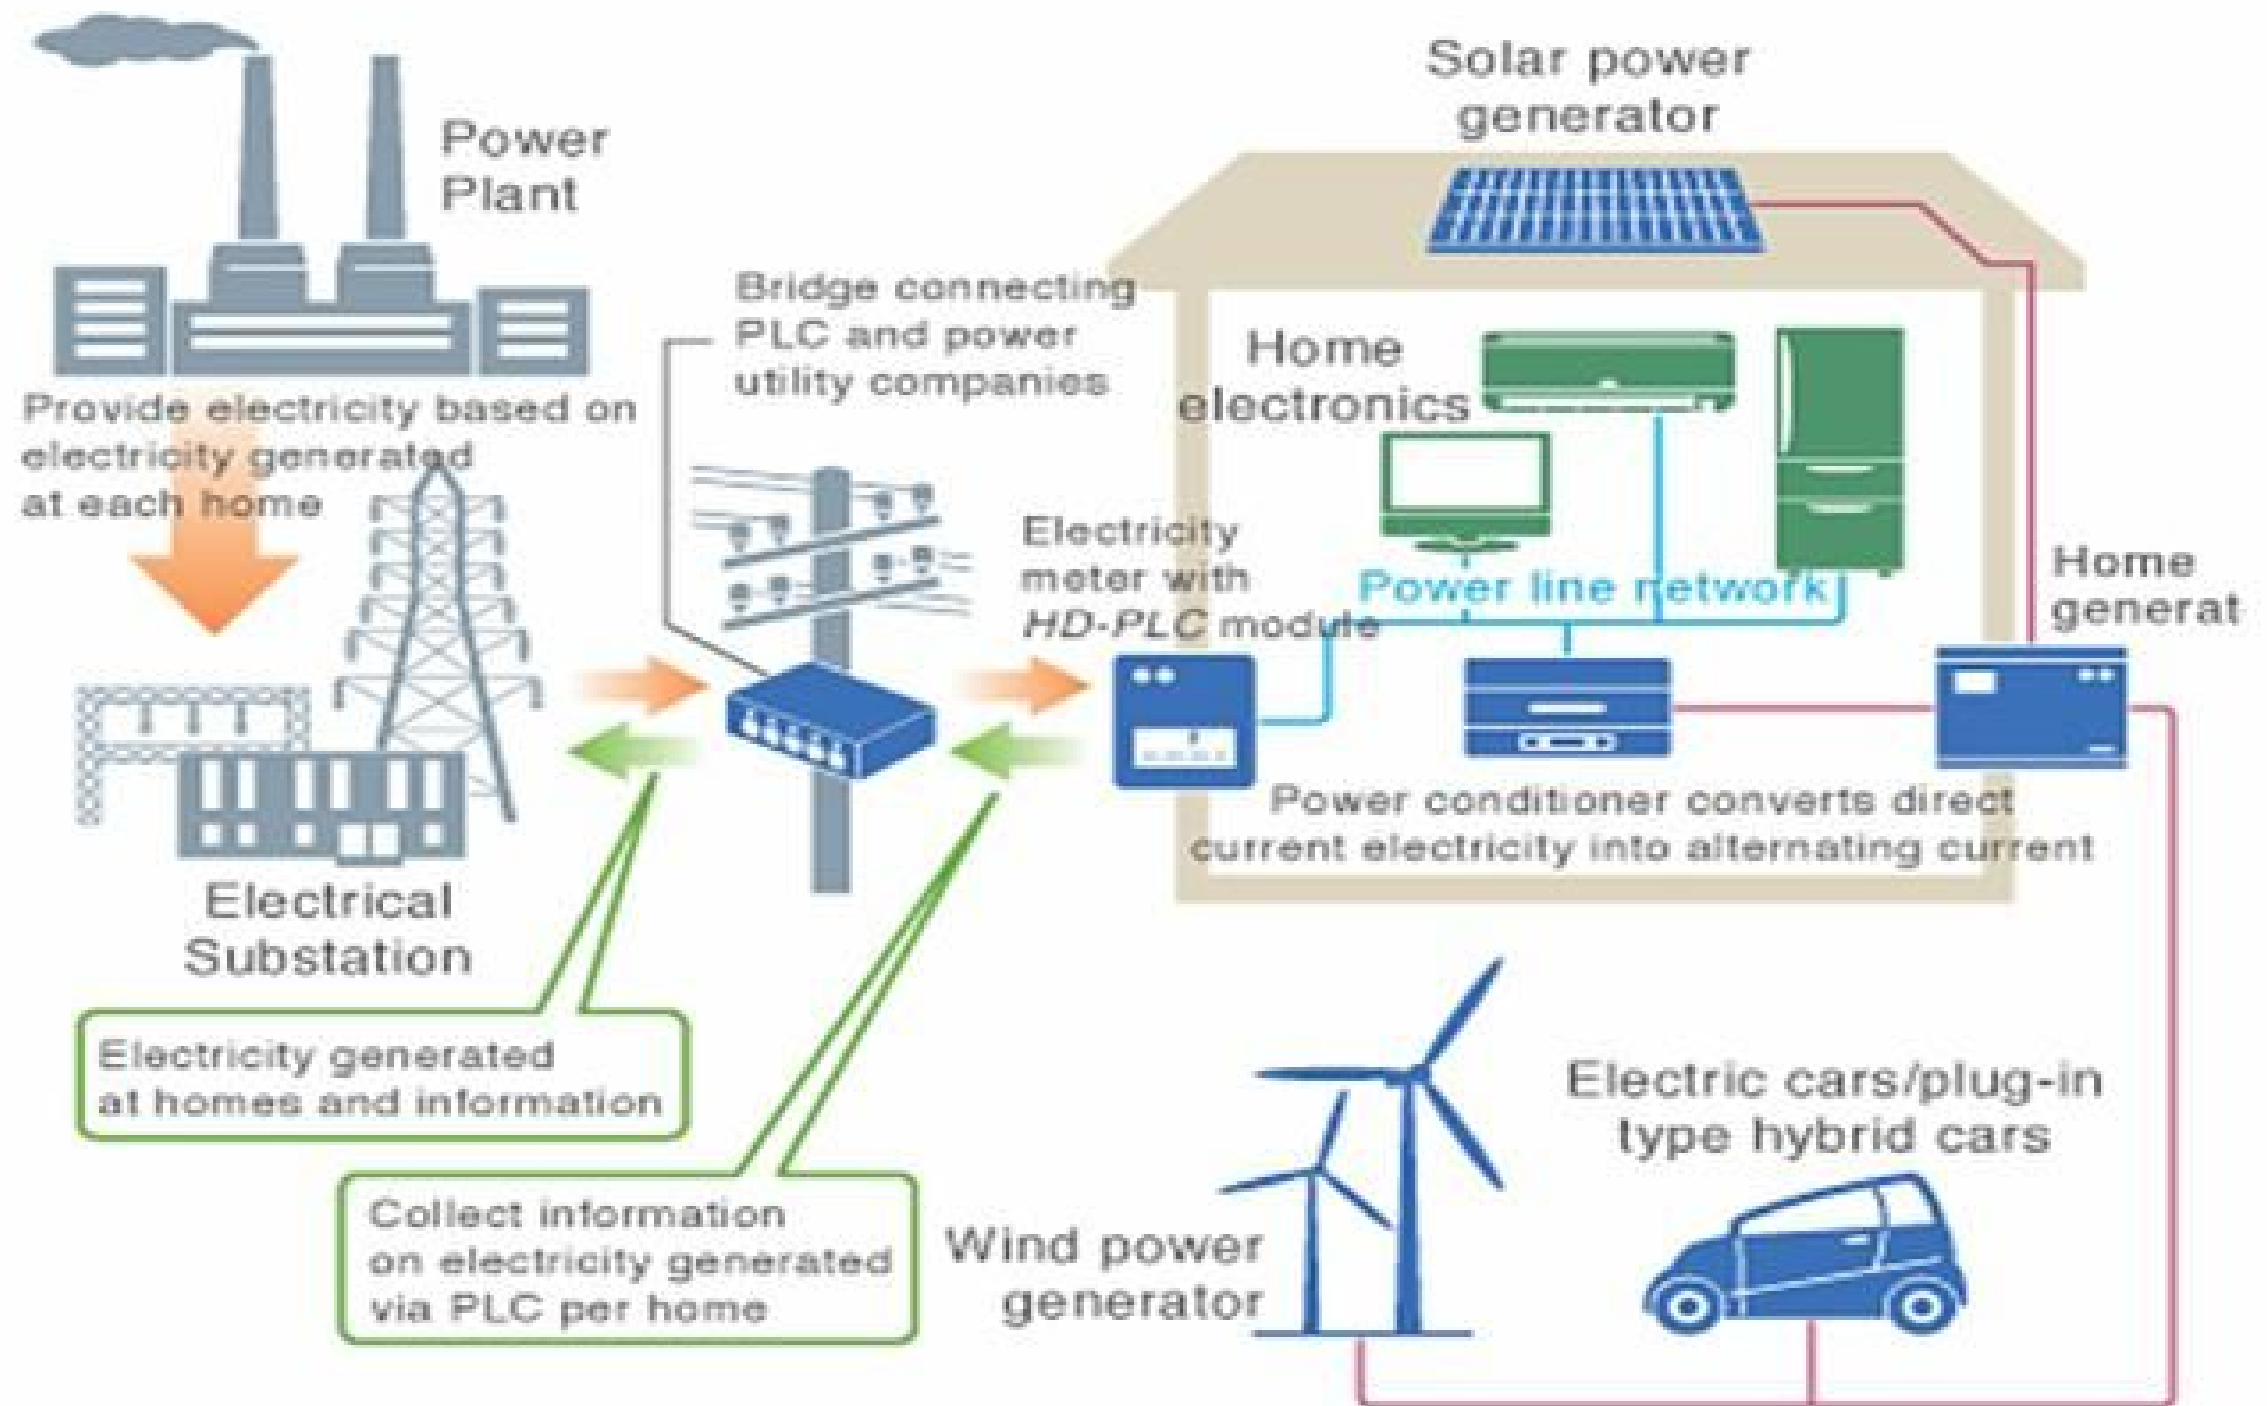 Power
Plant
Provide electricity based on
electricity generated
at each home
Bridge connecting
PLC and power
utility companies
Solar power
generator
Home
electronics
Electricity
meter with
HD-PLC module
Power line network
Home
generat
Power conditioner converts direct
current electricity into alternating current
Electrical
Substation
Electricity generated
at homes and information
Collect information
on electricity generated
via PLC per home
Wind power
generator
Electric cars/plug-in
type hybrid cars